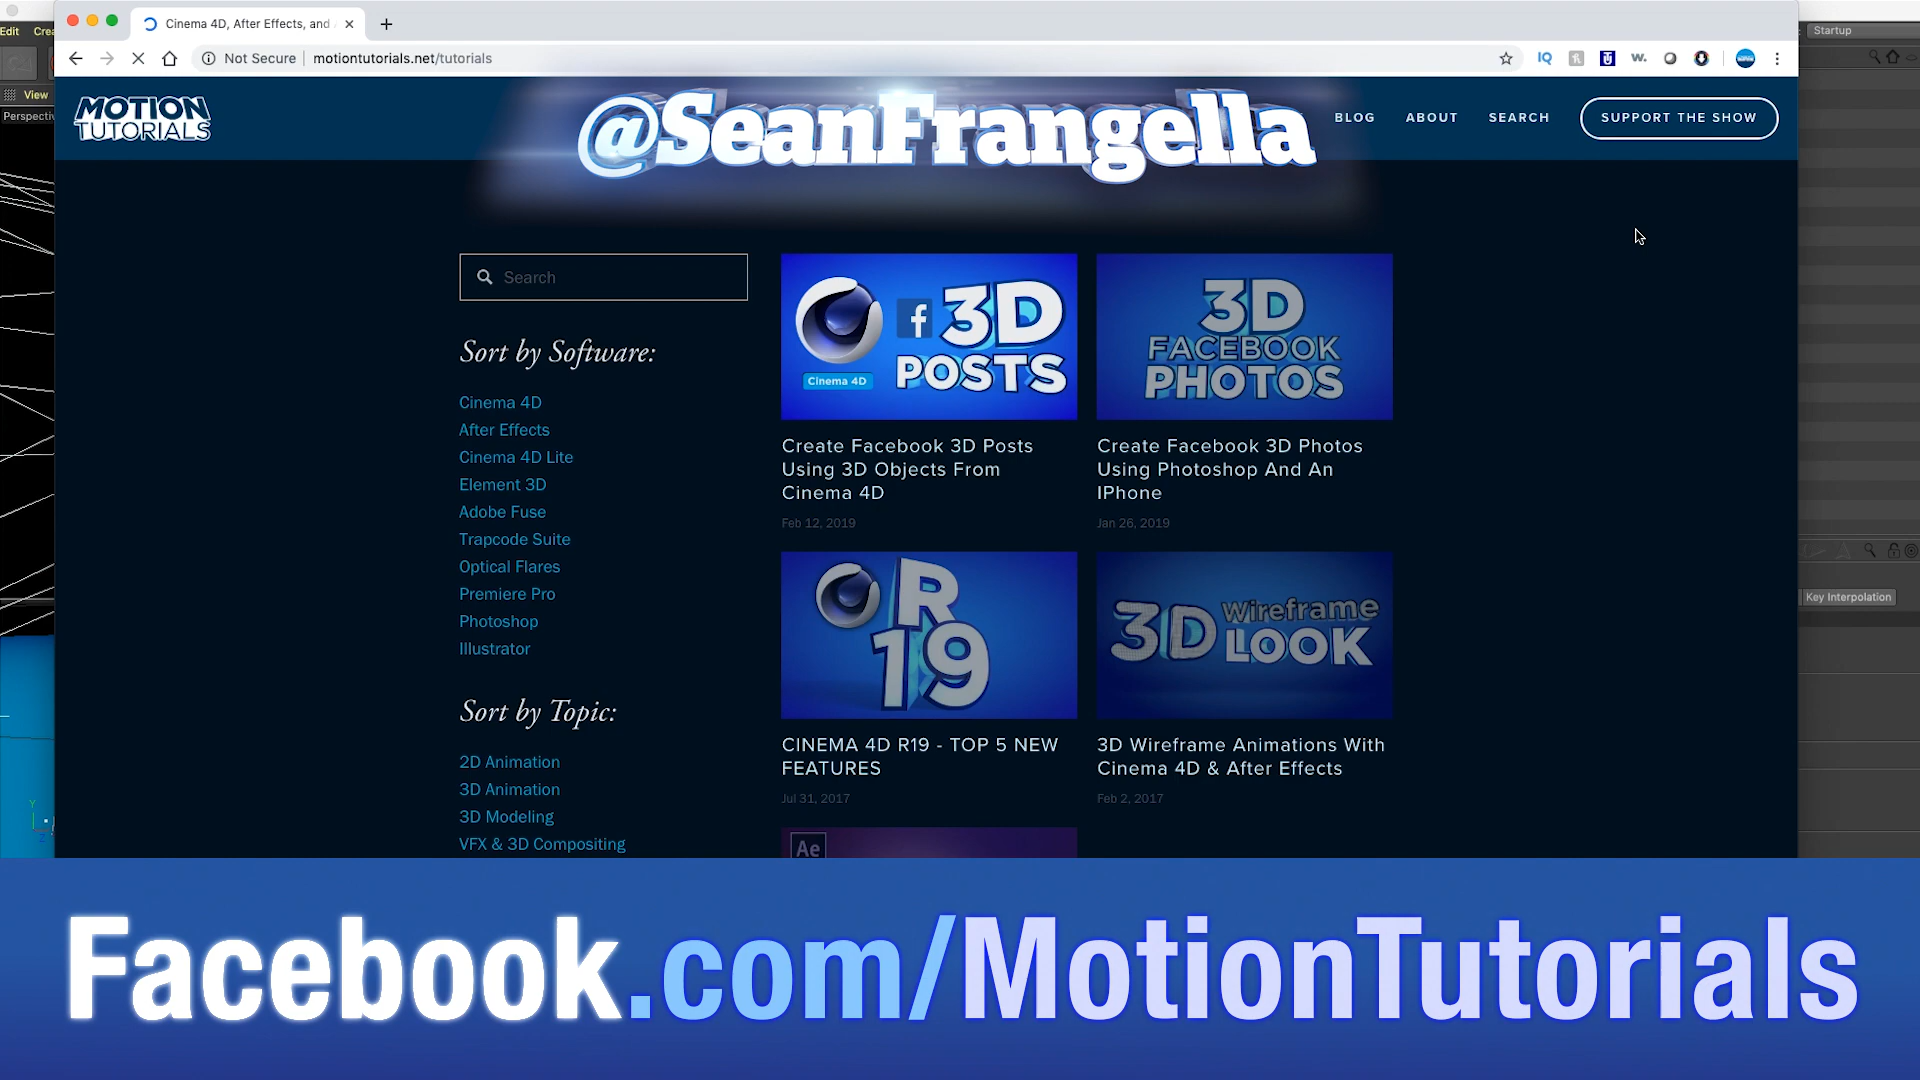 Edit Crea
Startup
Cinema 4D, After Effects, and
Not Secure
motiontutorials.net/tutorials
IQ
w.
View
Perspectiv
MOTION
TUTORIALS
@SeanFrangella
BLOG
ABOUT
SEARCH
SUPPORT THE SHOW
Search
Sort by Software:
Cinema 4D
After Effects
Cinema 4D Lite
Element 3D
Adobe Fuse
Trapcode Suite
Optical Flares
Premiere Pro
Photoshop
Illustrator
Sort by Topic:
2D Animation
3D Animation
3D Modeling
VFX & 3D Compositing
Cinema 4D
f 3D
POSTS
Create Facebook 3D Posts
Using 3D Objects From
Cinema 4D
Feb 12, 2019
3D
FACEBOOK
PHOTOS
Create Facebook 3D Photos
Using Photoshop And An
IPhone
Jan 26, 2019
R
19
CINEMA 4D R19 - TOP 5 NEW
FEATURES
Jul 31, 2017
3D Wireframe
LOOK
3D Wireframe Animations With
Cinema 4D & After Effects
Feb 2, 2017
Ae
Key Interpolation
Y
Z
Facebook.com/MotionTutorials